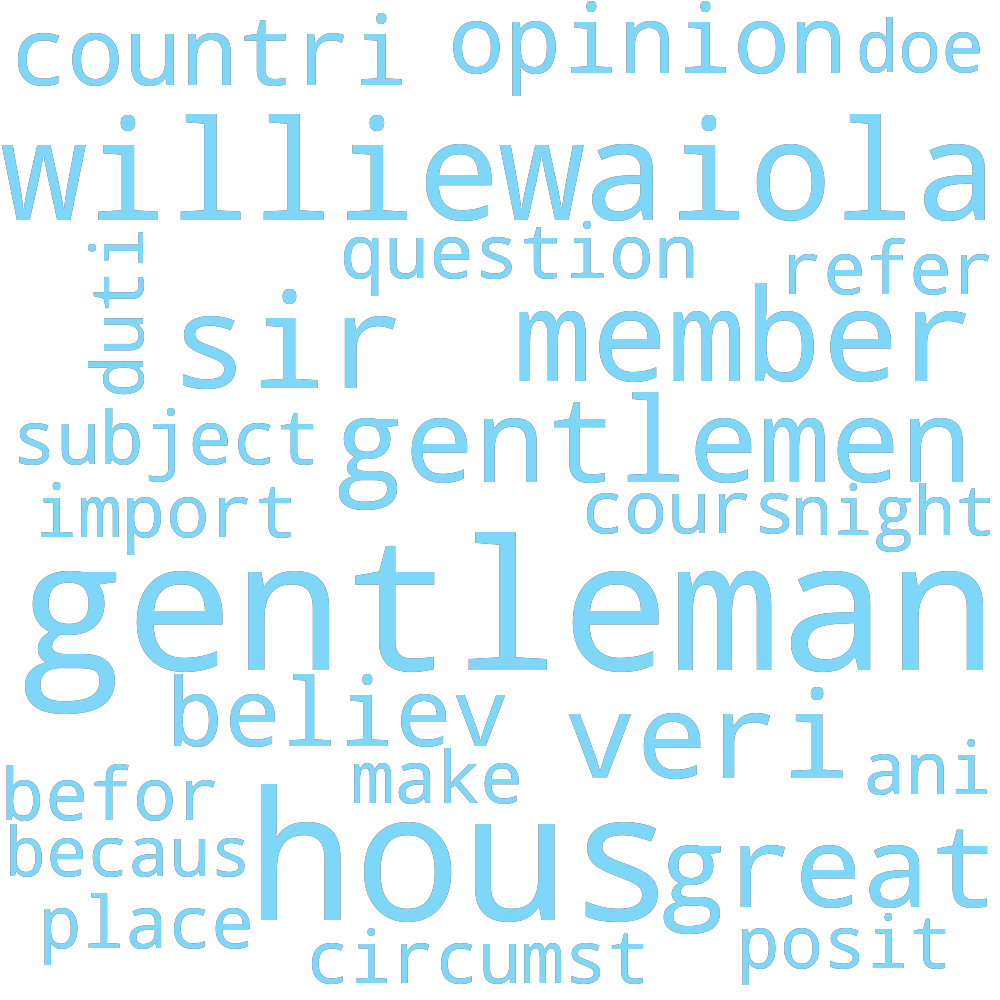 countri opinion doe
williewaiola
question refer
duti sir member
subject gentlemen
import cours night
gentleman
believ veri
make ani
befor
becaus hous great
place posit
circumst